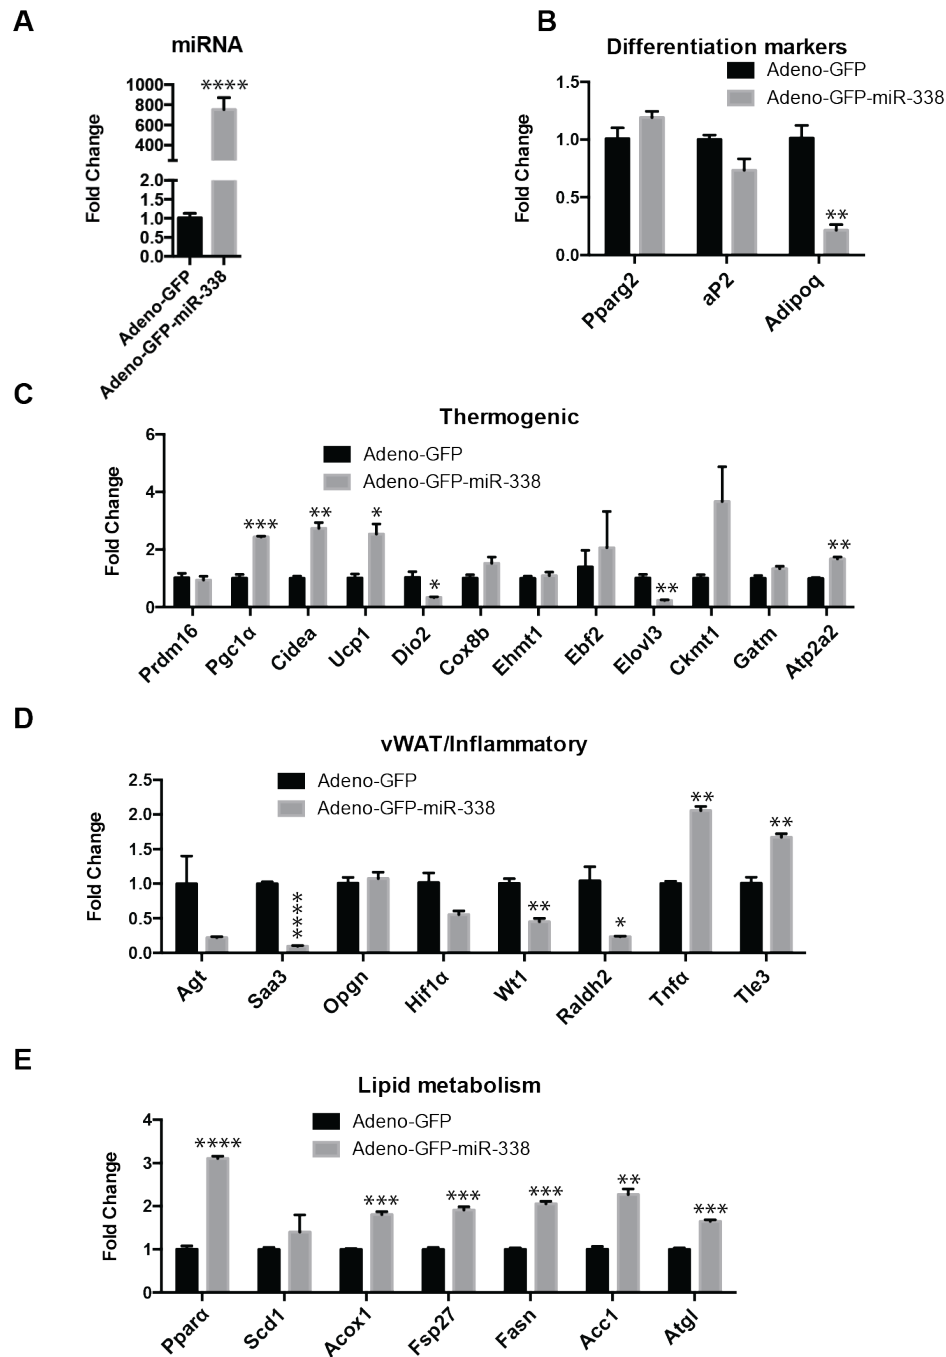 A
miRNA
Fold Change
1000
800
600
400
2.0
1.5
1.0
0.5
0.0
****
Adeno-GFP
Adeno-GFP-miR-338
B
Differentiation markers
Adeno-GFP
Adeno-GFP-miR-338
Fold Change
1.5
1.0
0.5
0.0
**
Pparg2
aP2
Adipoq
C
Thermogenic
Adeno-GFP
Adeno-GFP-miR-338
Fold Change
6
4
2
0
***
**
*
*
**
**
Prdm16
Pgc1α
Cidea
Ucp1
Dio2
Cox8b
Ehmt1
Ebf2
Elovl3
Ckmt1
Gatm
Atp2a2
D
vWAT/Inflammatory
Adeno-GFP
Adeno-GFP-miR-338
Fold Change
2.5
2.0
1.5
1.0
0.5
0.0
****
**
*
**
**
Agt
Saa3
Opgn
Hif1α
Wt1
Raldh2
Tnfα
Tle3
E
Lipid metabolism
Adeno-GFP
Adeno-GFP-miR-338
Fold Change
4
3
2
1
0
****
***
***
***
**
***
Pparα
Scd1
Acox1
Fsp27
Fasn
Acc1
Atgl